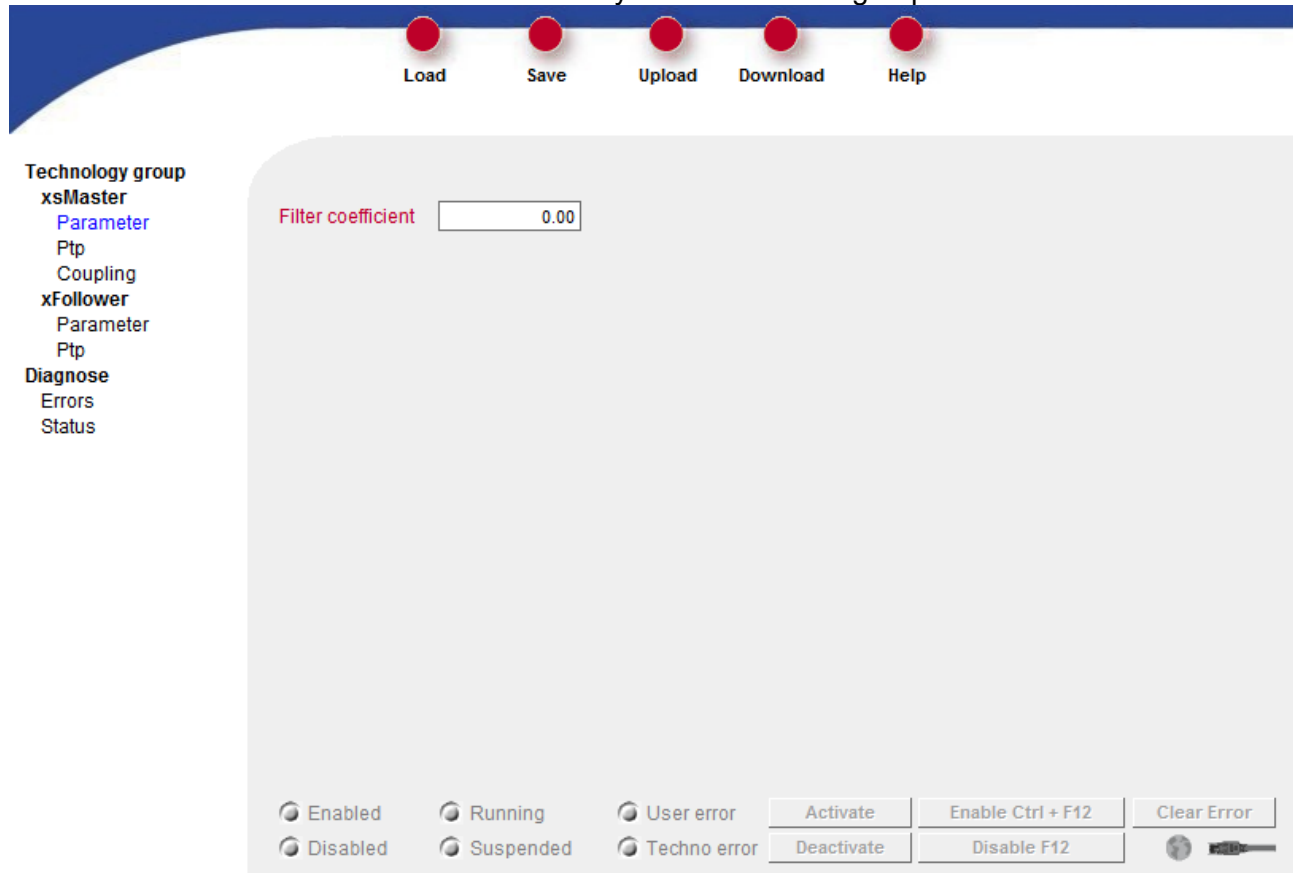 Load Save Upload Download Help
Technology group
xsMaster
Parameter
Ptp
Coupling
xFollower
Parameter
Ptp
Diagnose
Errors
Status
Filter coefficient 0.00
Enabled Running User error Activate Enable Ctrl + F12 Clear Error
Disabled Suspended Techno error Deactivate Disable F12